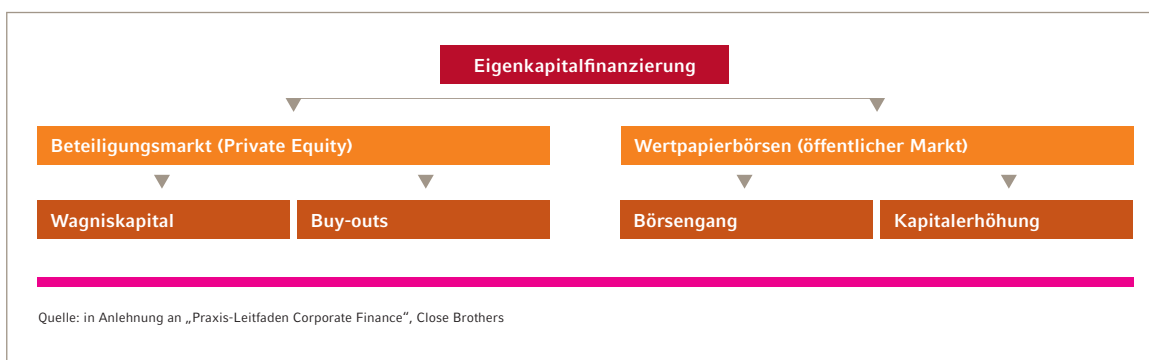 Eigenkapitalfinanzierung
Beteiligungsmarkt (Private Equity)
Wertpapierbörsen (öffentlicher Markt)
Wagniskapital
Buy-outs
Börsengang
Kapitalerhöhung
Quelle: in Anlehnung an „Praxis-Leitfaden Corporate Finance”, Close Brothers